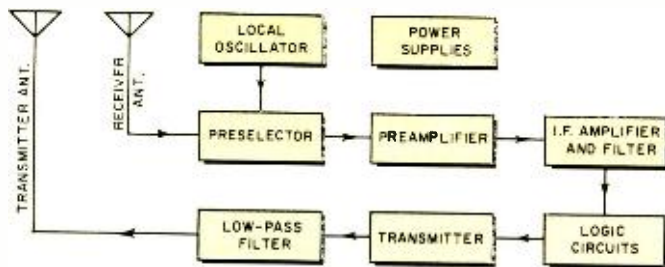 LOCAL
OSCILLATOR
POWER
SUPPLIES
TRANSMITTER ANT.
RECEIVER
ANT.
PRESELECTOR
PREAMPLIFIER
I.F. AMPLIFIER
AND FILTER
LOW-PASS
FILTER
TRANSMITTER
LOGIC
CIRCUITS